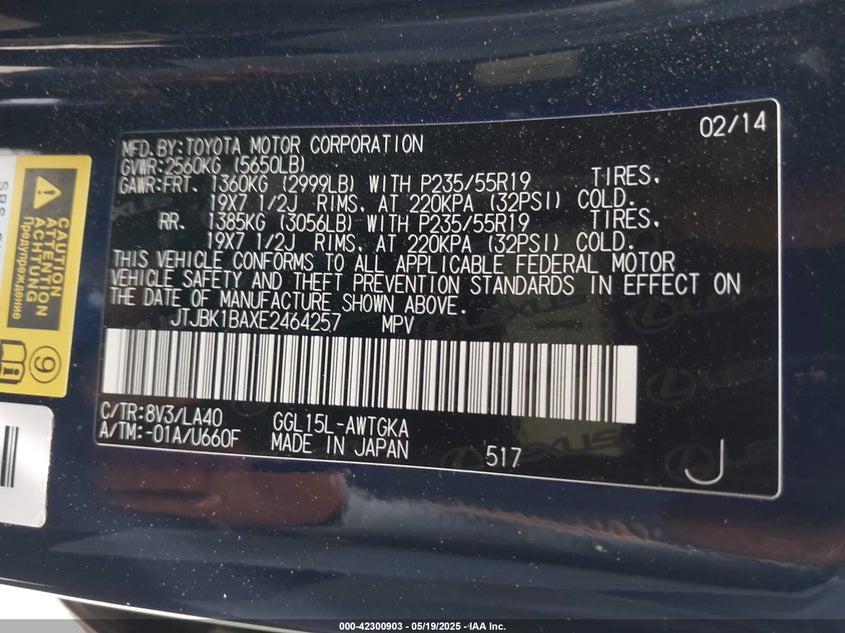 02/14
MFD.BY:TOYOTA MOTOR CORPORATION
GVWR:2560KG (5650LB)
GAWR:FRT. 1360KG (2999LB) WITH P235/55R19 TIRES,
19X7 1/2J RIMS, AT 220KPA (32PSI) COLD.
RR. 1385KG (3056LB) WITH P235/55R19 TIRES,
19X7 1/2J RIMS, AT 220KPA (32PSI) COLD.
THIS VEHICLE CONFORMS TO ALL APPLICABLE FEDERAL MOTOR
VEHICLE SAFETY AND THEFT PREVENTION STANDARDS IN EFFECT ON
THE DATE OF MANUFACTURE SHOWN ABOVE.
JTJBK1BAXE2464257 MPV
C/TR:8V3/LA40 GGL15L-AWTGKA
A/TM:-01A/U660F MADE IN JAPAN 517 J
CAUTION
ATTENTION
ACHTUNG
Предупреждение
9
000-42300903 - 05/19/2025 - IAA Inc.